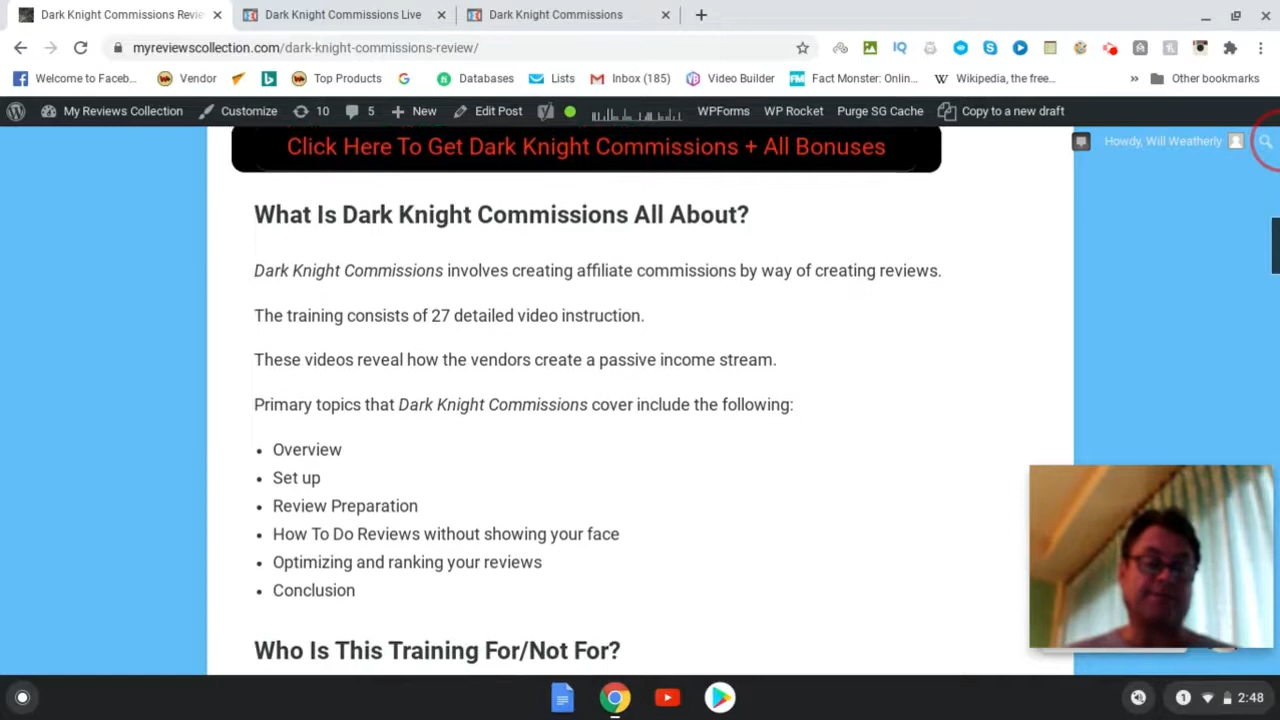 Dark Knight Commissions Revie
Dark Knight Commissions Live
Dark Knight Commissions
myreviewscollection.com/dark-knight-commissions-review/
Welcome to Faceb...
Vendor
Top Products
Databases
Lists
Inbox (185)
Video Builder
Fact Monster: Onlin...
Wikipedia, the free...
Other bookmarks
My Reviews Collection
Customize
10
5
New
Edit Post
WPForms
WP Rocket
Purge SG Cache
Copy to a new draft
Howdy, Will Weatherly
Click Here To Get Dark Knight Commissions + All Bonuses
What Is Dark Knight Commissions All About?
Dark Knight Commissions involves creating affiliate commissions by way of creating reviews.
The training consists of 27 detailed video instruction.
These videos reveal how the vendors create a passive income stream.
Primary topics that Dark Knight Commissions cover include the following:
• Overview
• Set up
• Review Preparation
• How To Do Reviews without showing your face
• Optimizing and ranking your reviews
• Conclusion
Who Is This Training For/Not For?
1
2:48